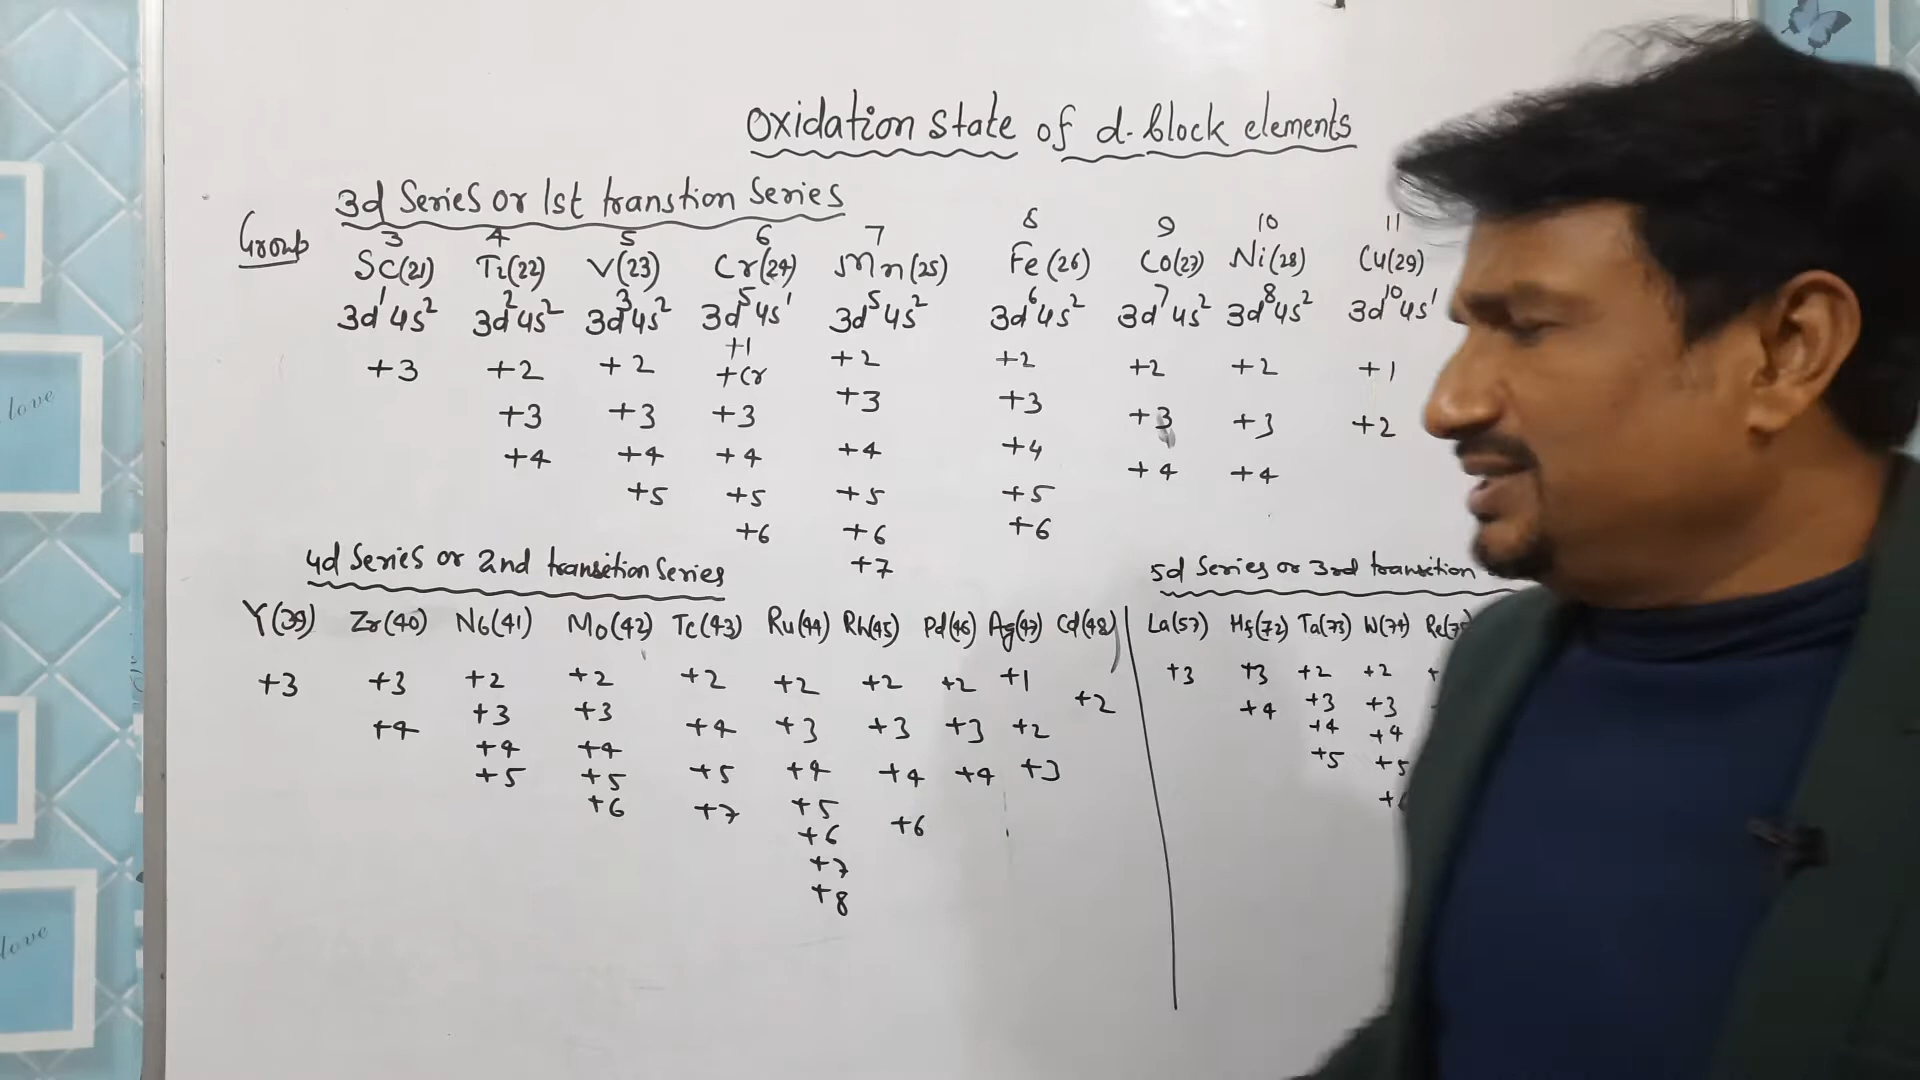 Oxidation state of d-block elements
3d Series or 1st transtion Series
Group 3 4 5 6 7 8 9 10 11
Sc(21) Ti(22) V(23) Cr(24) Mn(25) Fe(26) Co(27) Ni(28) Cu(29)
3d¹4s² 3d²4s² 3d³4s² 3d⁵4s¹ 3d⁵4s² 3d⁶4s² 3d⁷4s² 3d⁸4s² 3d¹⁰4s¹
+1
+3 +2 +2 +Cr +2 +2 +2 +2 +1
+3 +3 +3 +3 +3 +3 +3 +2
+4 +4 +4 +4 +4 +4 +4
+5 +5 +5 +5
+6 +6 +6
+7
4d Series or 2nd transetion Series
Y(39) Zr(40) Nb(41) Mo(42) Tc(43) Ru(44) Rh(45) Pd(46) Ag(47) Cd(48)
+3 +3 +2 +2 +2 +2 +2 +2 +1 +2
+4 +3 +3 +4 +3 +3 +3 +2
+4 +4 +5 +4 +4 +4 +3
+5 +5 +7 +5 +6
+6 +6
+7
+8
5d Series or 3rd transetion
La(57) Hf(72) Ta(73) W(74)
+3 +3 +2 +2
+4 +3 +3
+4 +4
+5 +5
love
love